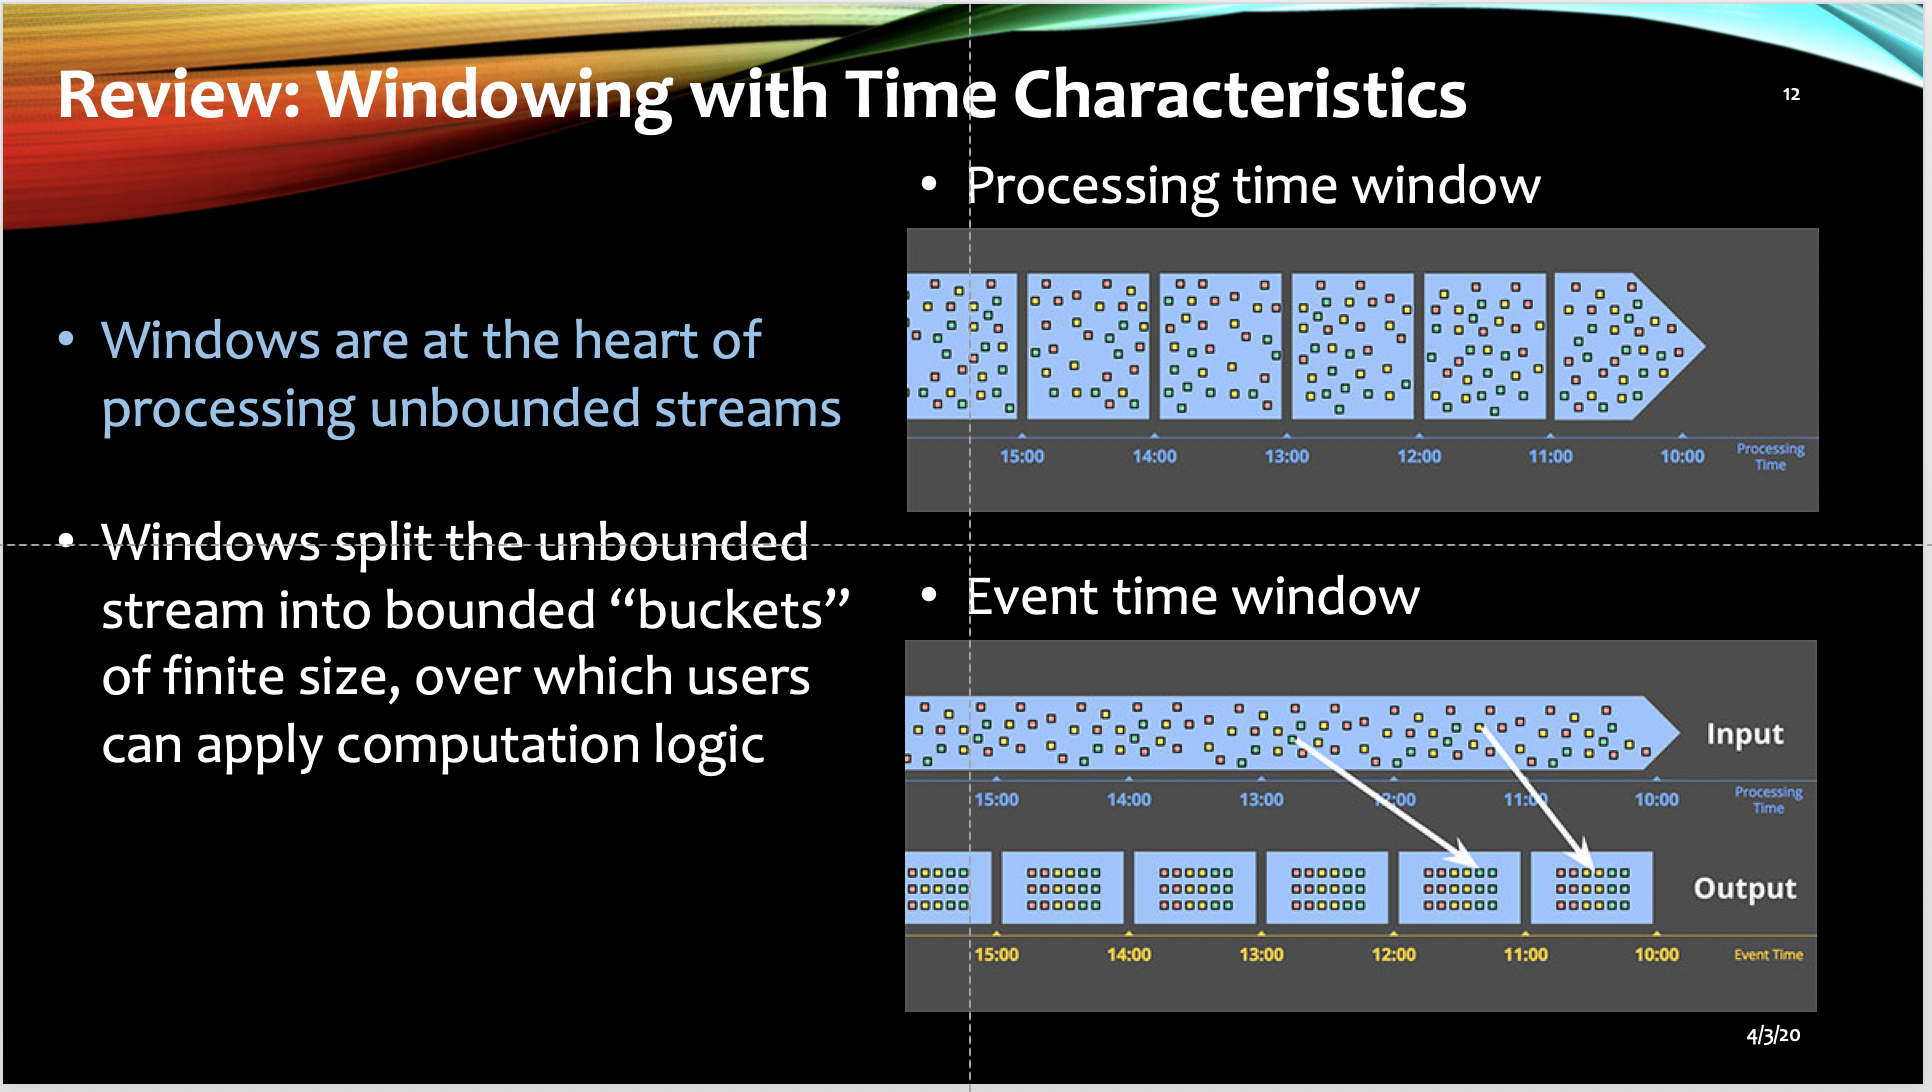 Review: Windowing with Time Characteristics
12
• Windows are at the heart of
processing unbounded streams
• Windows split the unbounded
stream into bounded “buckets”
of finite size, over which users
can apply computation logic
• Processing time window
15:00 14:00 13:00 12:00 11:00 10:00 Processing
Time
• Event time window
Input
15:00 14:00 13:00 12:00 11:00 10:00 Processing
Time
Output
15:00 14:00 13:00 12:00 11:00 10:00 Event Time
4/3/20